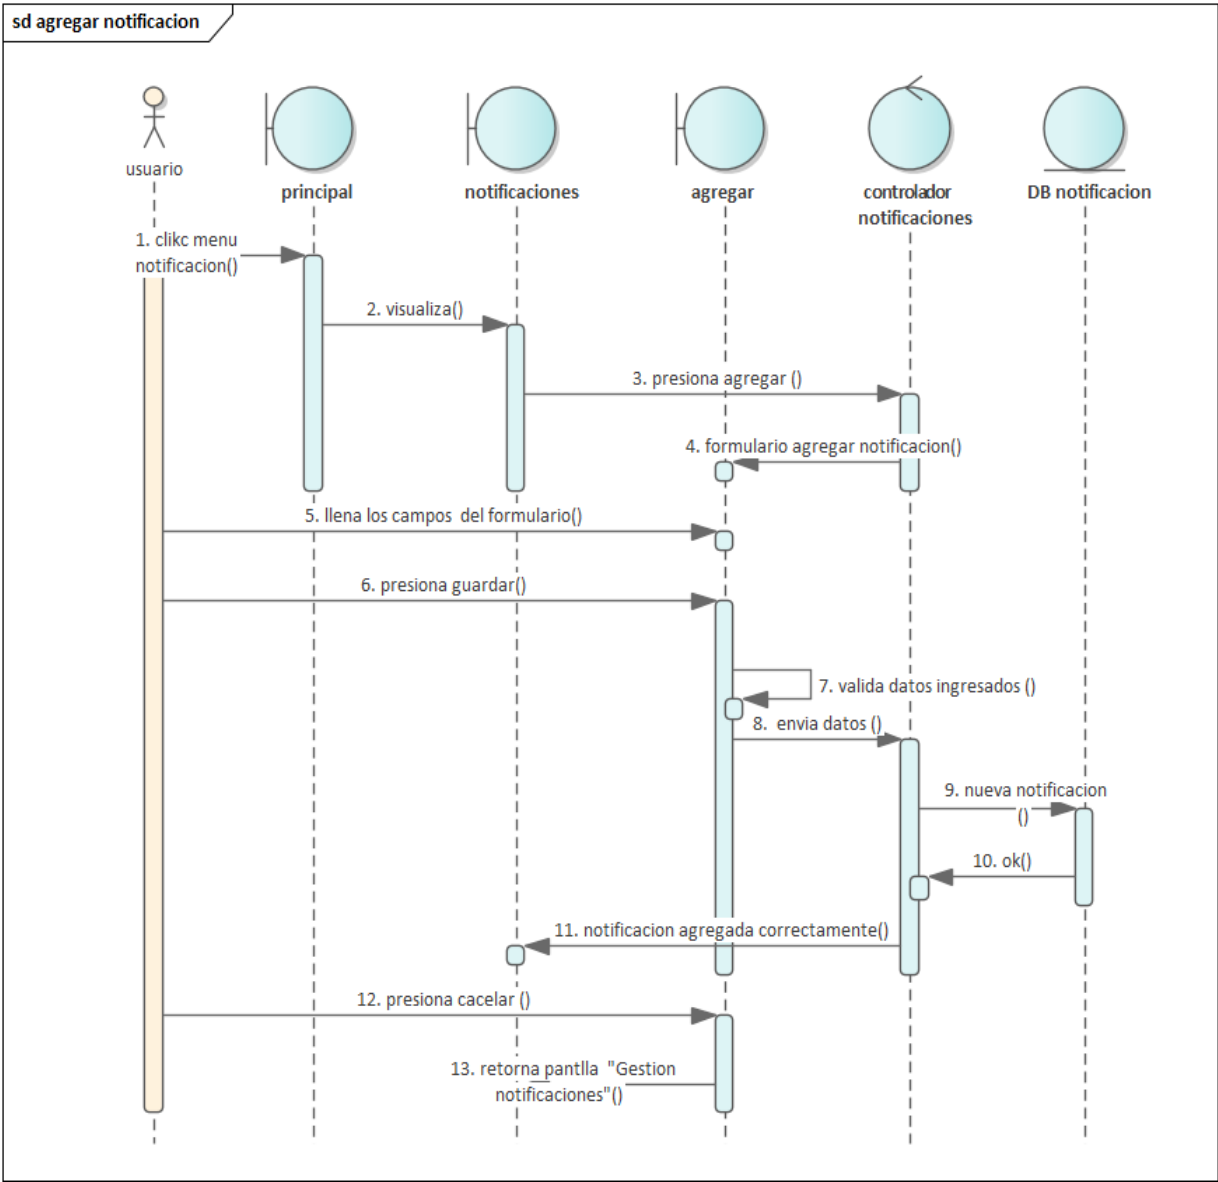 sd agregar notificacion
usuario
principal
notificaciones
agregar
controlador
notificaciones
DB notificacion
1. clikc menu
notificacion()
2. visualiza()
3. presiona agregar ()
4. formulario agregar notificacion()
5. llena los campos  del formulario()
6. presiona guardar()
7. valida datos ingresados ()
8.  envia datos ()
9. nueva notificacion
()
10. ok()
11. notificacion agregada correctamente()
12. presiona cacelar ()
13. retorna pantlla  "Gestion
notificaciones"()